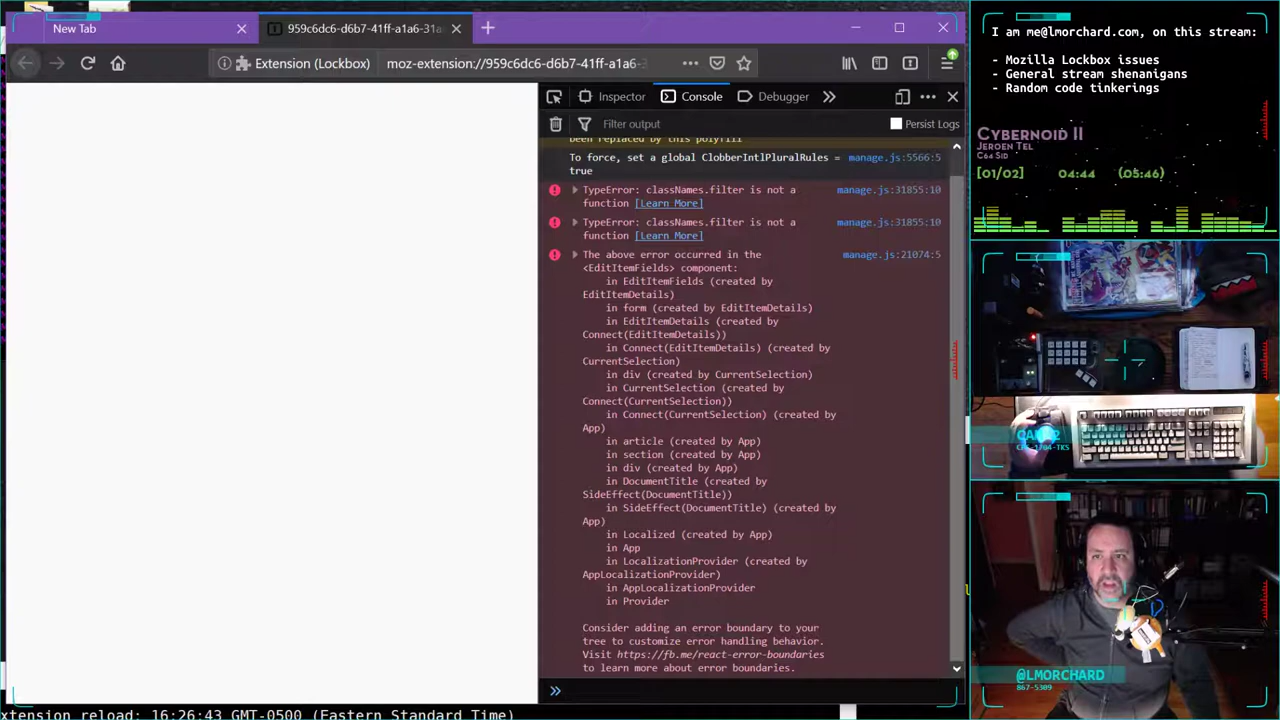 New Tab
959c6dc6-d6b7-41ff-a1a6-31a
Extension (Lockbox)
moz-extension://959c6dc6-d6b7-41ff-a1a6-3
Inspector
Console
Debugger
Filter output
Persist Logs
been replaced by this polyfill
To force, set a global ClobberIntlPluralRules = manage.js:5566:5
true
TypeError: classNames.filter is not a manage.js:31855:10
function [Learn More]
TypeError: classNames.filter is not a manage.js:31855:10
function [Learn More]
The above error occurred in the manage.js:21074:5
<EditItemFields> component:
in EditItemFields (created by
EditItemDetails)
in form (created by EditItemDetails)
in EditItemDetails (created by
Connect(EditItemDetails))
in Connect(EditItemDetails) (created by
CurrentSelection)
in div (created by CurrentSelection)
in CurrentSelection (created by
Connect(CurrentSelection))
in Connect(CurrentSelection) (created by
App)
in article (created by App)
in section (created by App)
in div (created by App)
in DocumentTitle (created by
SideEffect(DocumentTitle))
in SideEffect(DocumentTitle) (created by
App)
in Localized (created by App)
in App
in LocalizationProvider (created by
AppLocalizationProvider)
in AppLocalizationProvider
in Provider
Consider adding an error boundary to your
tree to customize error handling behavior.
Visit https://fb.me/react-error-boundaries
to learn more about error boundaries.
xtension reload: 16:26:43 GMT-0500 (Eastern Standard Time)
I am me@lmorchard.com, on this stream:
- Mozilla Lockbox issues
- General stream shenanigans
- Random code tinkerings
Cybernoid II
Jeroen Tel
C64 SID
[01/02] 04:44 (05:46)
@LMORCHARD
867-5309